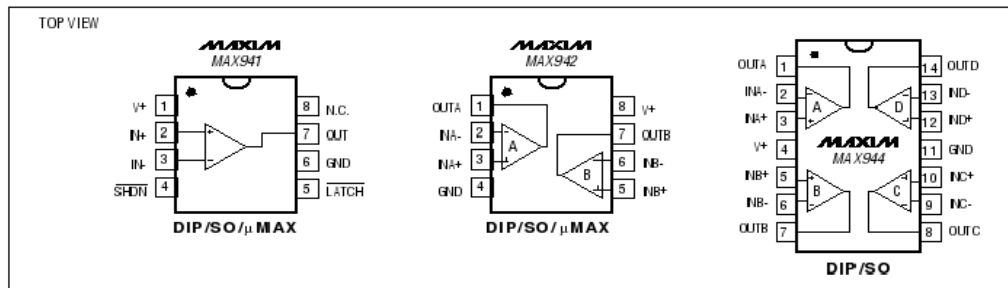 TOP VIEW
MAXIM
MAX941
V+ 1
IN+ 2
IN- 3
SHDN 4
8 N.C.
7 OUT
6 GND
5 LATCH
+
−
DIP/SO/μMAX
MAXIM
MAX942
OUTA 1
INA- 2
INA+ 3
GND 4
8 V+
7 OUTB
6 INB-
5 INB+
A
B
DIP/SO/μMAX
OUTA 1
INA- 2
INA+ 3
V+ 4
INB+ 5
INB- 6
OUTB 7
14 OUTD
13 IND-
12 IND+
11 GND
10 INC+
9 INC-
8 OUTC
A
D
MAXIM
MAX944
B
C
DIP/SO